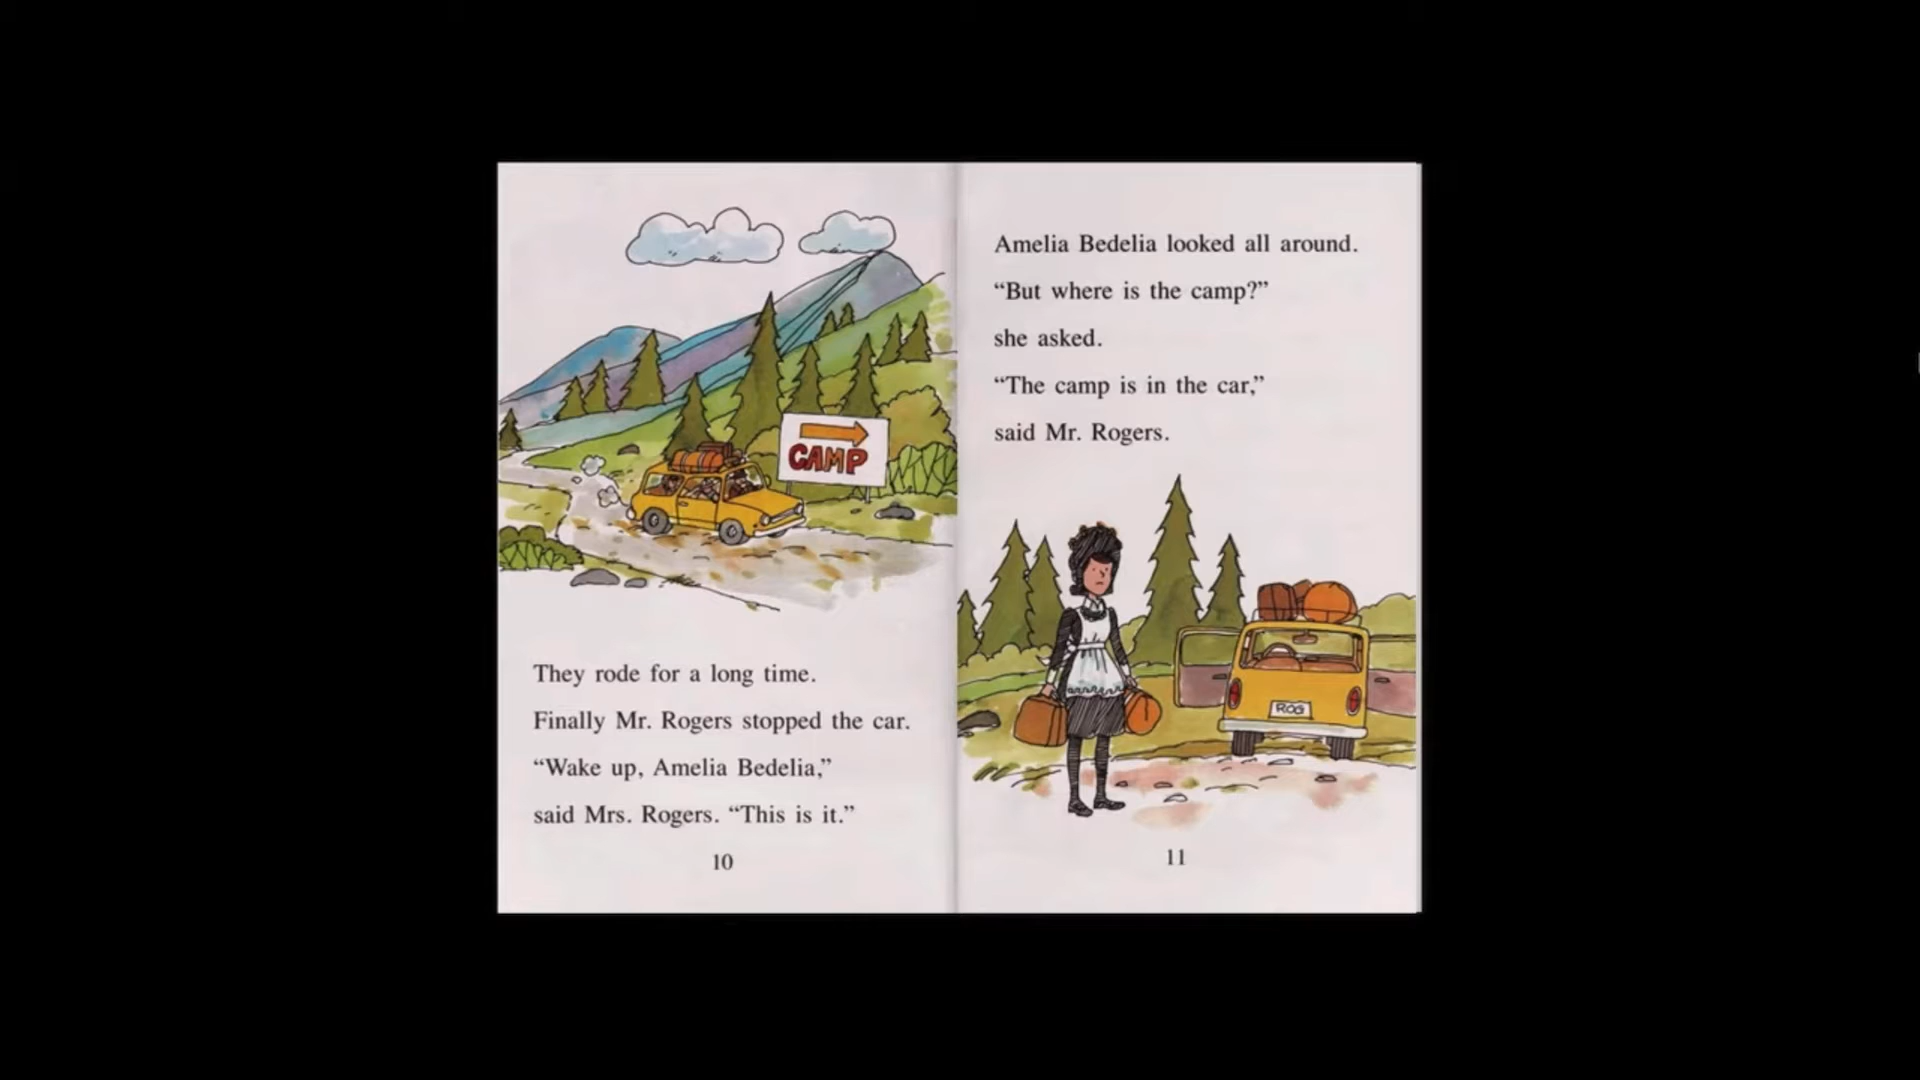 CAMP
They rode for a long time.
Finally Mr. Rogers stopped the car.
“Wake up, Amelia Bedelia,”
said Mrs. Rogers. “This is it.”
10
Amelia Bedelia looked all around.
“But where is the camp?”
she asked.
“The camp is in the car,”
said Mr. Rogers.
ROG
11